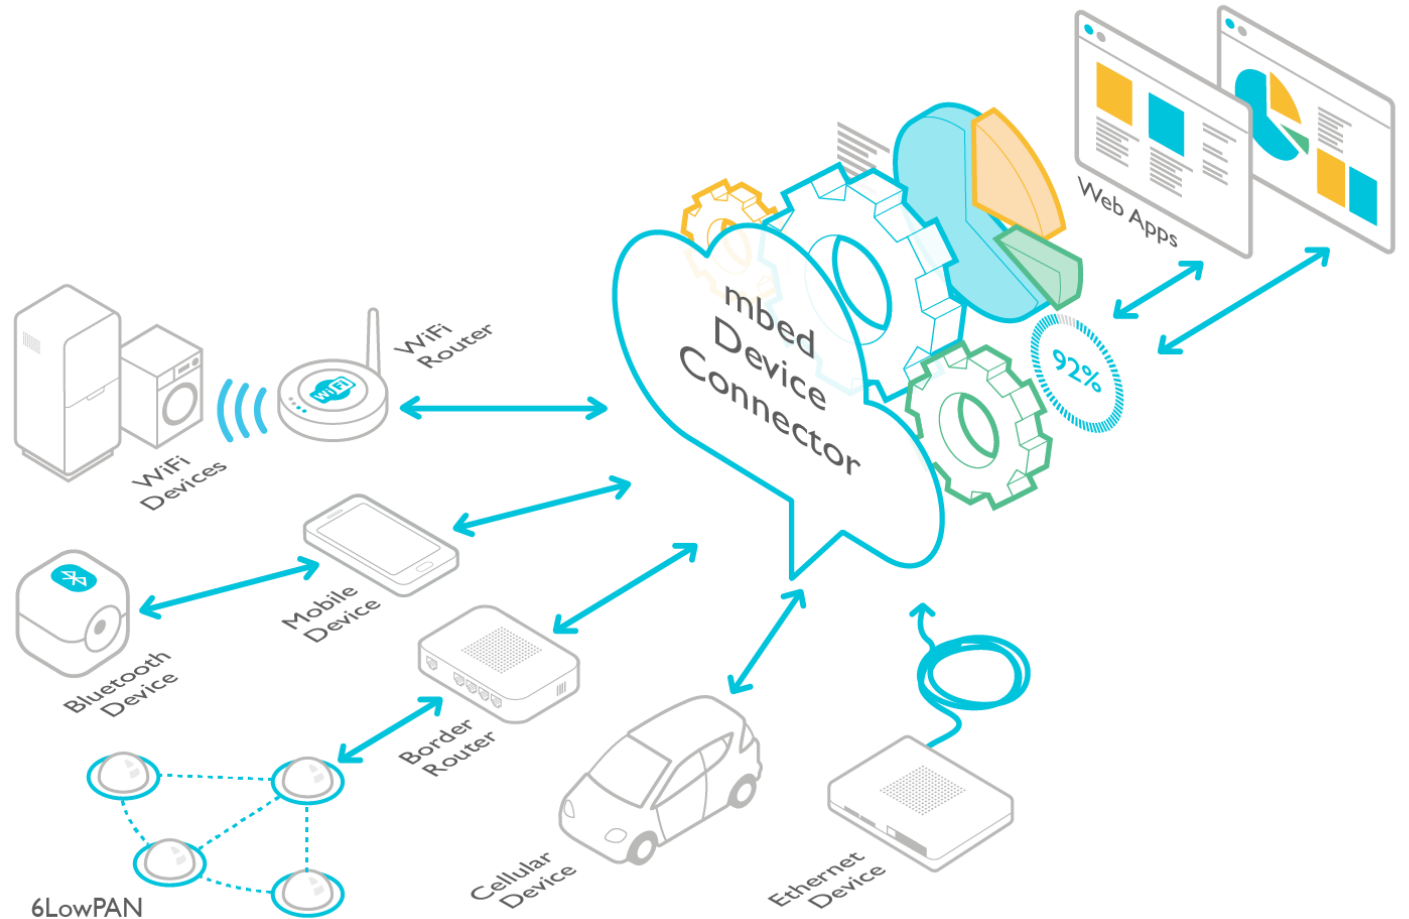 Web Apps
mbed
Device
Connector
92%
WiFi
Router
WiFi
WiFi
Devices
Mobile
Device
Bluetooth
Device
Border
Router
6LowPAN
Cellular
Device
Ethernet
Device